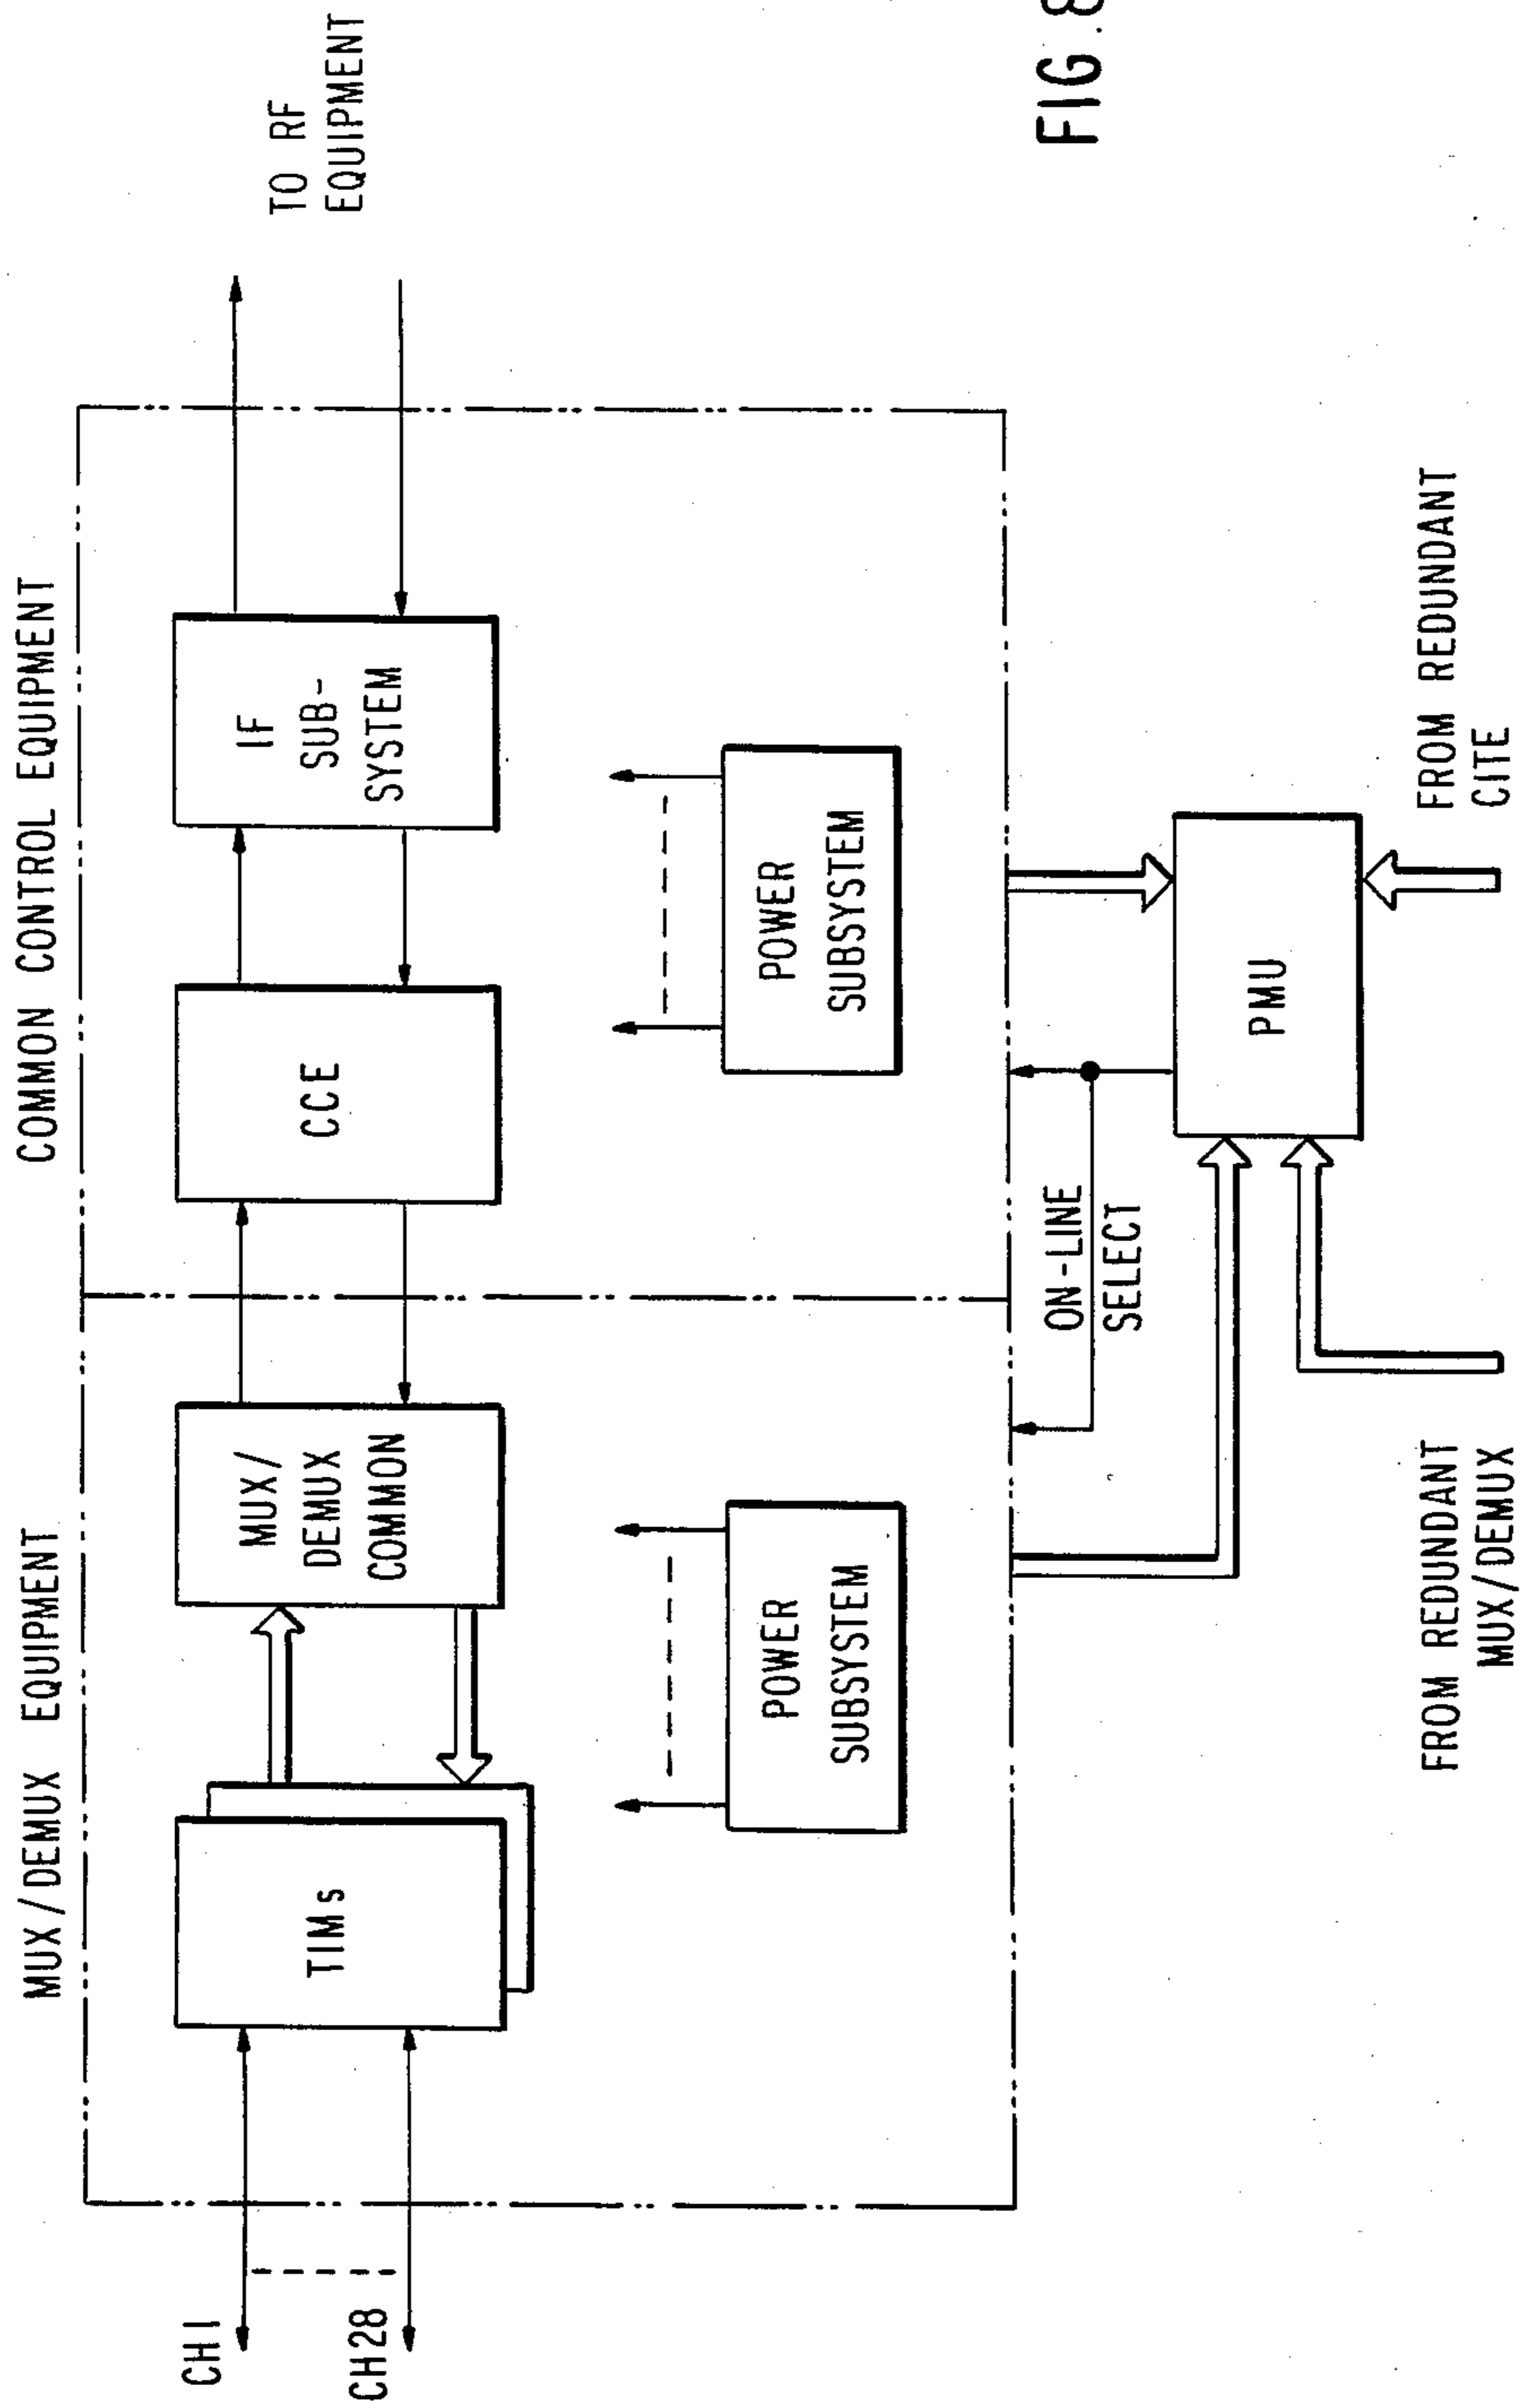 MUX/DEMUX EQUIPMENT
COMMON CONTROL EQUIPMENT
CH1
CH28
TIMs
MUX/
DEMUX
COMMON
CCE
IF
SUB-
SYSTEM
TO RF
EQUIPMENT
POWER
SUBSYSTEM
POWER
SUBSYSTEM
ON-LINE
SELECT
PMU
FROM REDUNDANT
MUX/DEMUX
FROM REDUNDANT
CITE
FIG.8